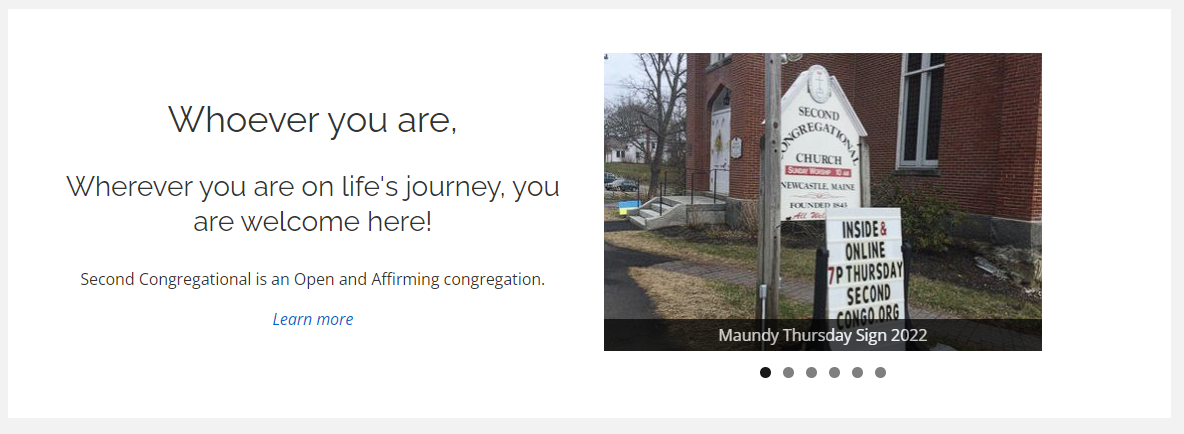 Whoever you are,
Wherever you are on life's journey, you
are welcome here!
Second Congregational is an Open and Affirming congregation.
Learn more
SECOND
CONGREGATIONAL
CHURCH
SUNDAY WORSHIP 10 AM
NEWCASTLE, MAINE
FOUNDED 1843
All
INSIDE &
ONLINE
7P THURSDAY
SECOND
CONGO.ORG
Maundy Thursday Sign 2022